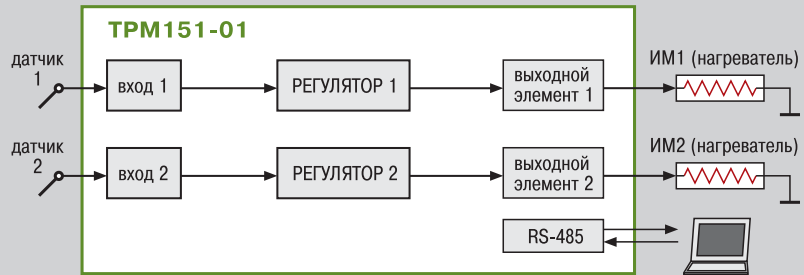 ТРМ151-01
датчик
1
вход 1
РЕГУЛЯТОР 1
выходной
элемент 1
ИМ1 (нагреватель)
датчик
2
вход 2
РЕГУЛЯТОР 2
выходной
элемент 2
ИМ2 (нагреватель)
RS-485